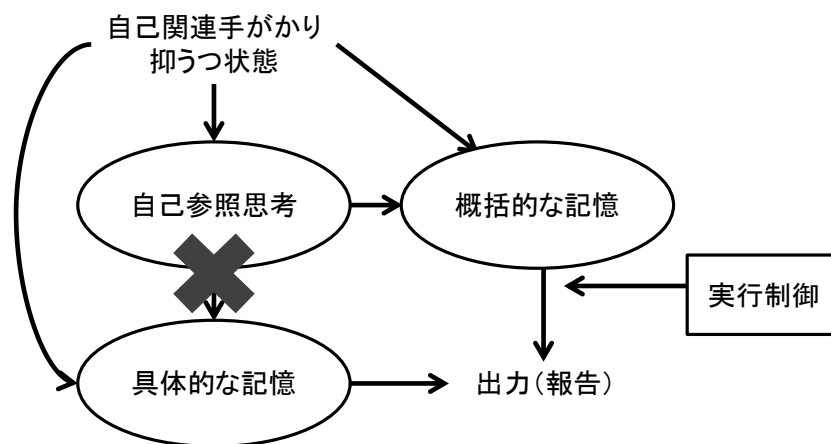 自己関連手がかり
抑うつ状態
自己参照思考
概括的な記憶
実行制御
具体的な記憶
出力(報告)